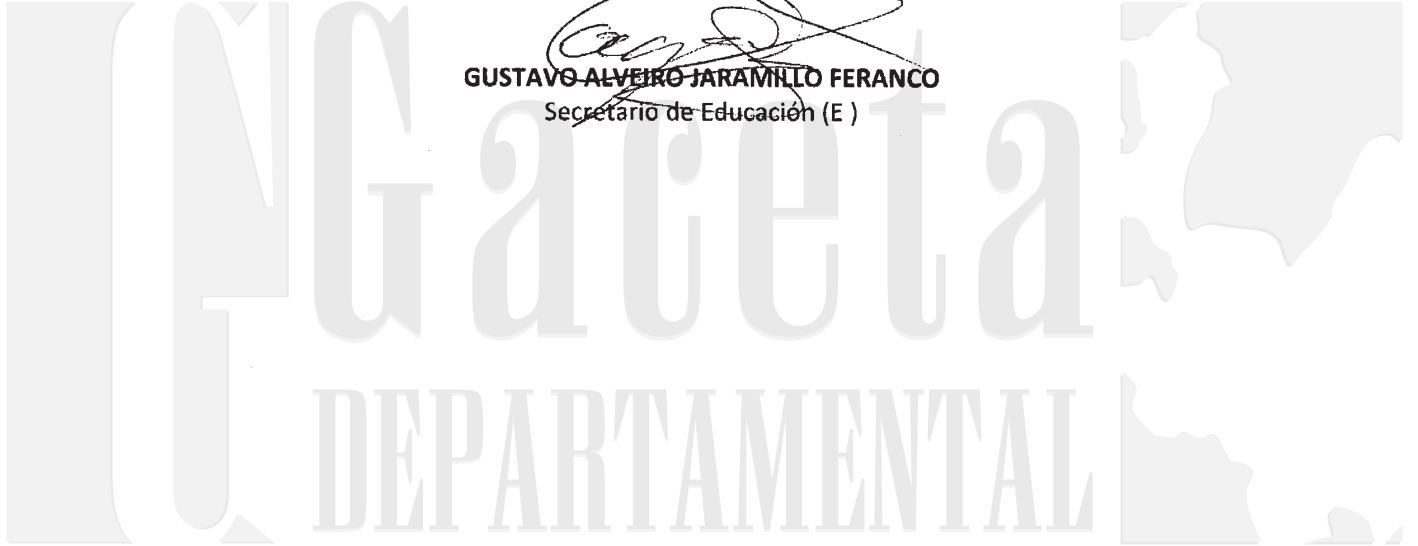 GUSTAVO ALVEIRO JARAMILLO FERANCO
Secretario de Educación (E )
Gaceta
DEPARTAMENTAL